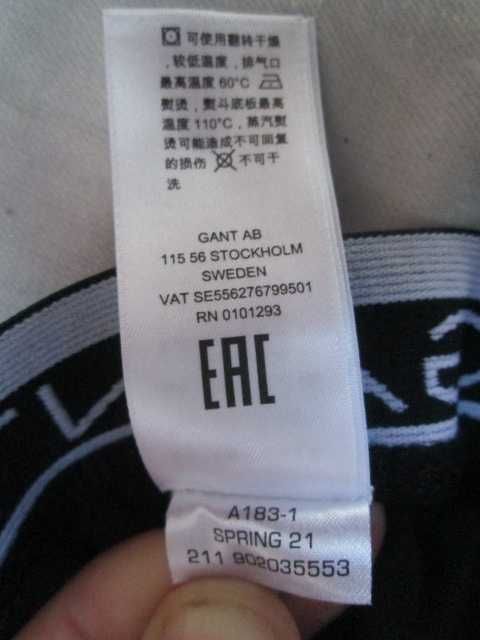 可使用翻转干燥
,较低温度，排气口
最高温度 60°C
熨烫，熨斗底板最高
温度 110°C，蒸汽熨
烫可能造成不可回复
的损伤 不可干
洗
GANT AB
115 56 STOCKHOLM
SWEDEN
VAT SE556276799501
RN 0101293
EAC
A183-1
SPRING 21
211 902035553